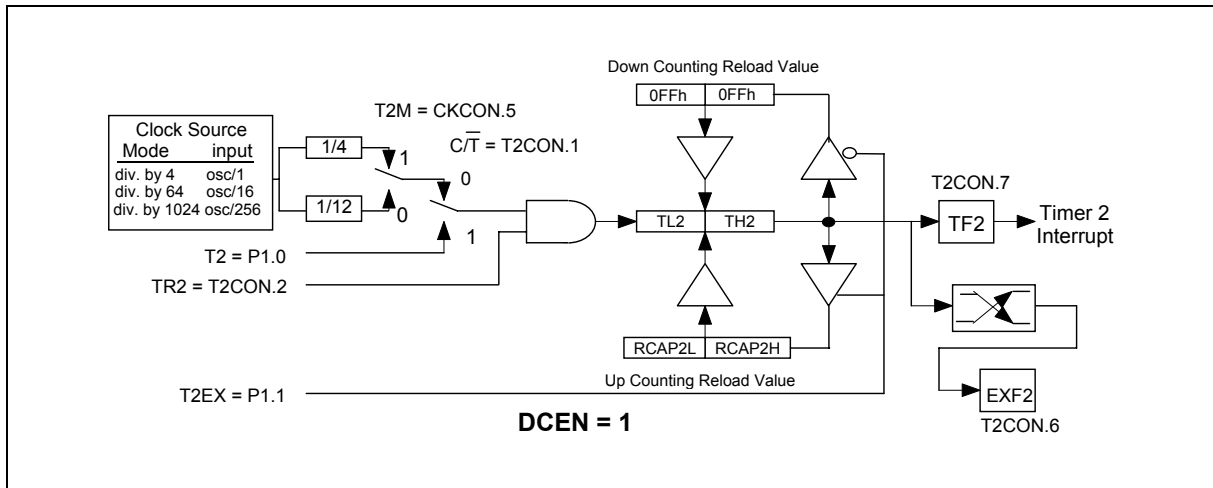 Down Counting Reload Value
0FFh 0FFh
T2M = CKCON.5
C/T̅ = T2CON.1
Clock Source
Mode input
div. by 4 osc/1
div. by 64 osc/16
div. by 1024 osc/256
1/4
1
0
1/12
0
1
T2CON.7
TL2 TH2
TF2
Timer 2
Interrupt
T2 = P1.0
TR2 = T2CON.2
RCAP2L RCAP2H
Up Counting Reload Value
T2EX = P1.1
EXF2
T2CON.6
DCEN = 1